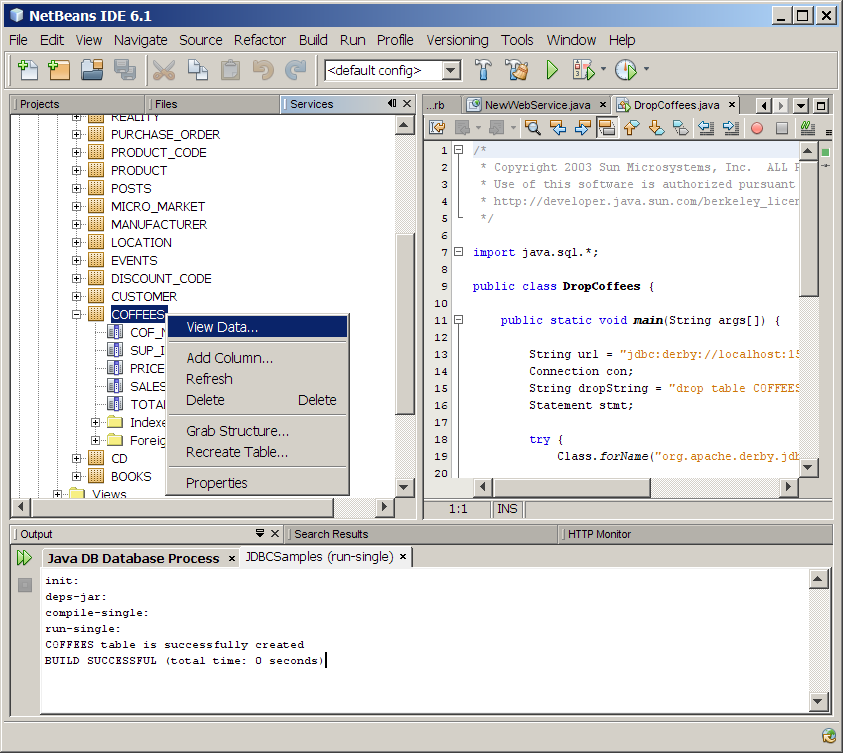 NetBeans IDE 6.1
File Edit View Navigate Source Refactor Build Run Profile Versioning Tools Window Help
<default config>
Projects Files Services
REALITY
PURCHASE_ORDER
PRODUCT_CODE
PRODUCT
POSTS
MICRO_MARKET
MANUFACTURER
LOCATION
EVENTS
DISCOUNT_CODE
CUSTOMER
COFFEES
COF_N
SUP_I
PRICE
SALES
TOTA
Indexe
Foreig
CD
BOOKS
Views
View Data...
Add Column...
Refresh
Delete Delete
Grab Structure...
Recreate Table...
Properties
...rb NewWebService.java DropCoffees.java
1 /*
2 * Copyright 2003 Sun Microsystems, Inc. ALL
3 * Use of this software is authorized pursuant
4 * http://developer.java.sun.com/berkeley_licen
5 */
6
7 import java.sql.*;
8
9 public class DropCoffees {
10
11 public static void main(String args[]) {
12
13 String url = "jdbc:derby://localhost:15
14 Connection con;
15 String dropString = "drop table COFFEES
16 Statement stmt;
17
18 try {
19 Class.forName("org.apache.derby.jdb
20
1:1 INS
Output Search Results HTTP Monitor
Java DB Database Process JDBCSamples (run-single)
init:
deps-jar:
compile-single:
run-single:
COFFEES table is successfully created
BUILD SUCCESSFUL (total time: 0 seconds)